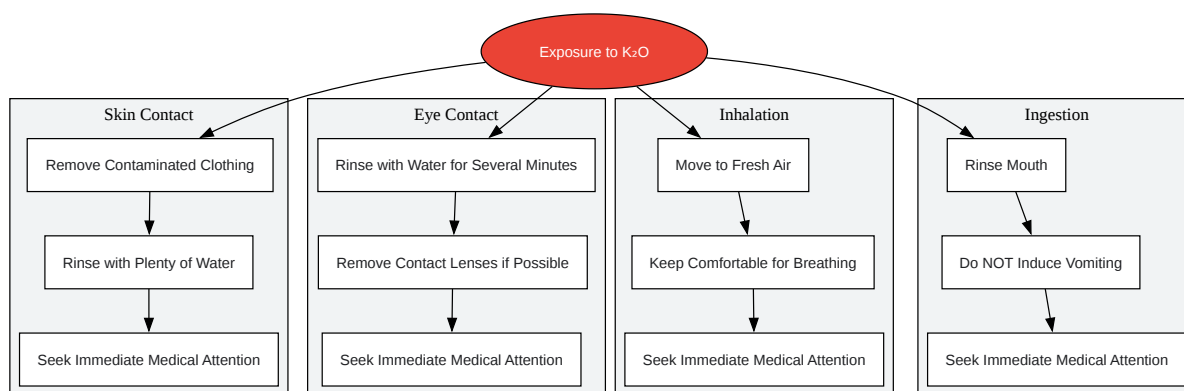 Exposure to K₂O
Skin Contact
Remove Contaminated Clothing
Rinse with Plenty of Water
Seek Immediate Medical Attention
Eye Contact
Rinse with Water for Several Minutes
Remove Contact Lenses if Possible
Seek Immediate Medical Attention
Inhalation
Move to Fresh Air
Keep Comfortable for Breathing
Seek Immediate Medical Attention
Ingestion
Rinse Mouth
Do NOT Induce Vomiting
Seek Immediate Medical Attention